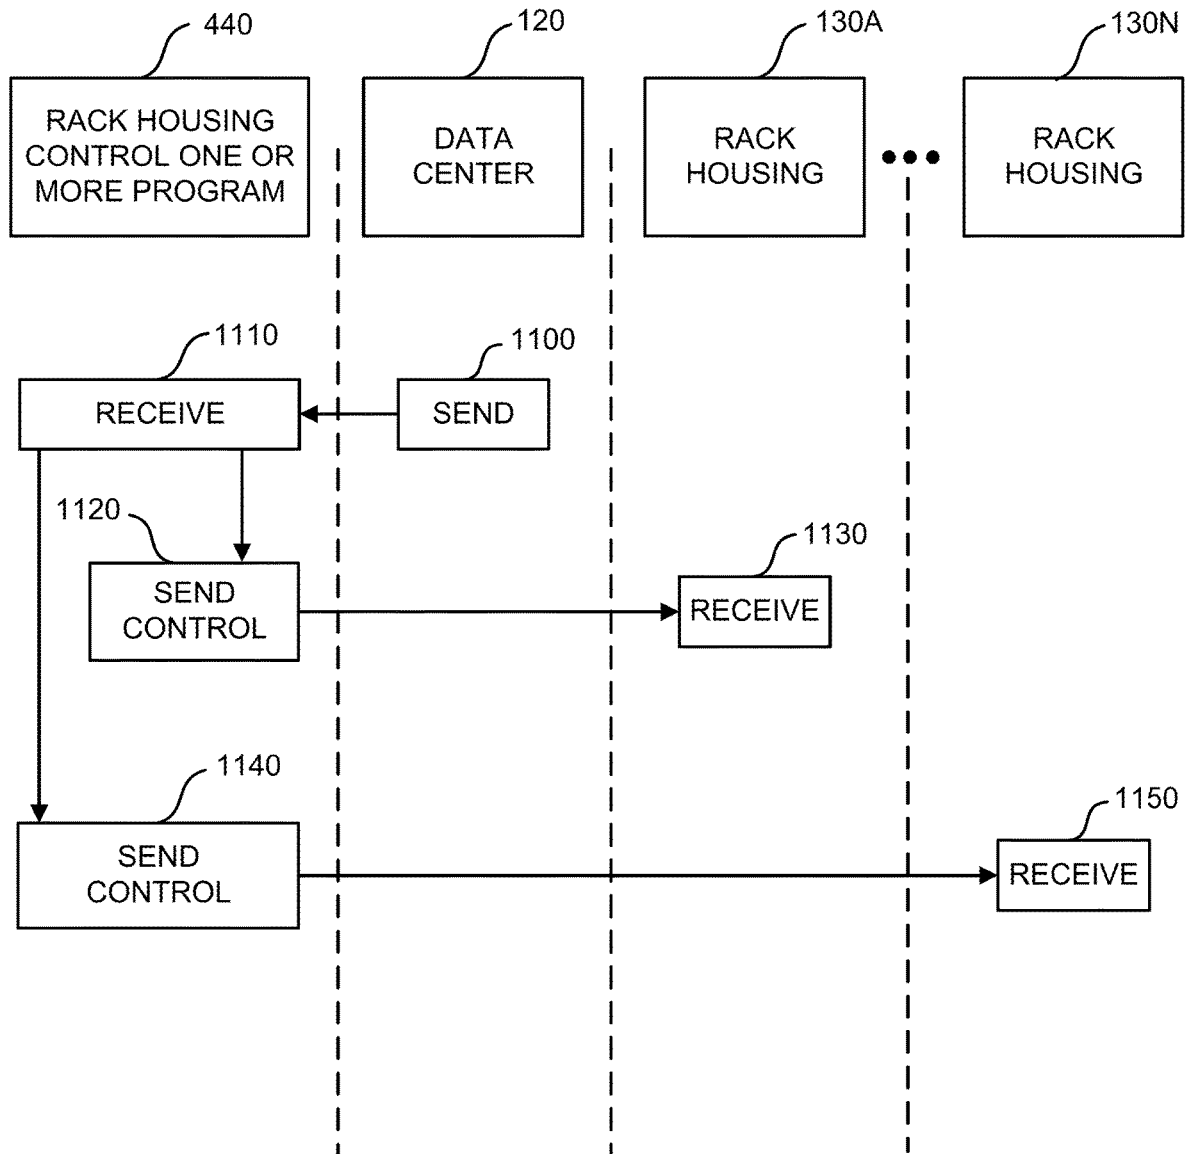 440
120
130A
130N
RACK HOUSING
CONTROL ONE OR
MORE PROGRAM
DATA
CENTER
RACK
HOUSING
RACK
HOUSING
1110
1100
RECEIVE
SEND
1120
1130
SEND
CONTROL
RECEIVE
1140
1150
SEND
CONTROL
RECEIVE